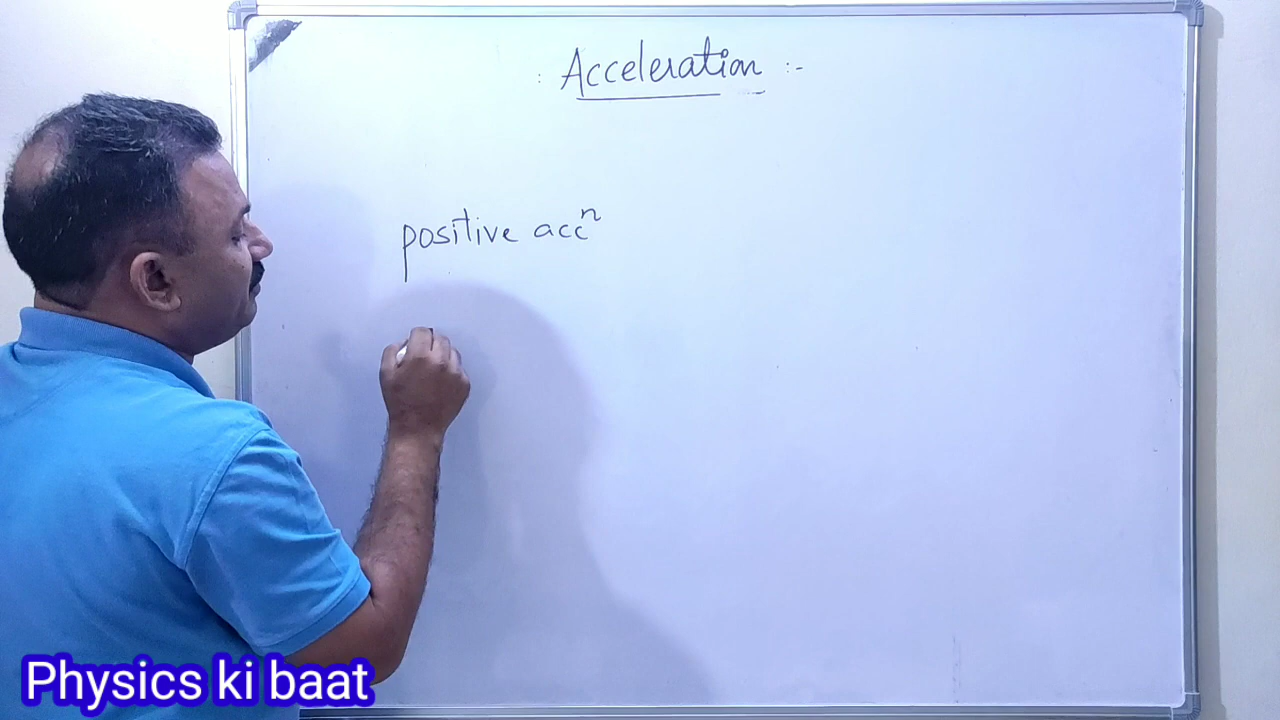 : Acceleration :-
positive accⁿ
Physics ki baat